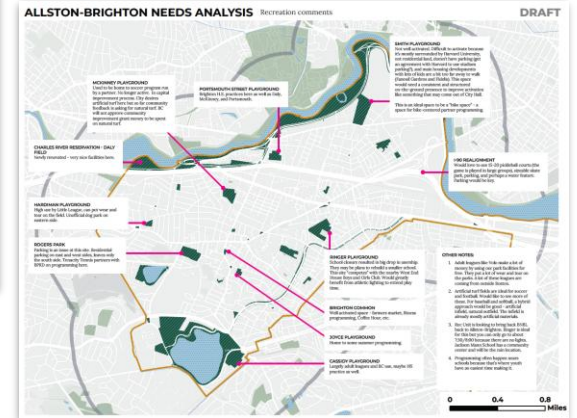 ALLSTON-BRIGHTON NEEDS ANALYSIS Recreation comments
DRAFT
SMITH PLAYGROUND
Not well activated. Difficult to activate because
it's mostly surrounded by Harvard University,
not residential land, doesn't have parking (get
an agreement with Harvard to use stadium
parking?), and main housing developments
with lots of kids are a bit too far away to walk
(Charlesview Gardens and Fidelis). This space
would need a consistent and structured
on-the-ground presence to improve activation
like something that may come out of City Hall.
This is an ideal space to be a "bike space" - a
space for bike-centered partner programming.
MCKINNEY PLAYGROUND
Used to be home to soccer program run
by a partner. No longer active. In capital
improvement process. City desires
artificial turf here but so far community
feedback is asking for natural turf.
will not approve community
improvement grant money to be spent
on natural turf.
PORTSMOUTH STREET PLAYGROUND
Brighton H.S. practices here as well as Daly,
McKinney, and Portsmouth.
CHARLES RIVER RESERVATION - DALY
FIELD
Newly renovated - very nice facilities here.
I-90 REALIGNMENT
Would love to see 15-20 pickleball courts (the
game is played in large groups), sizeable skate
park, parking, and perhaps a water feature.
Parking would be key.
HARDIMAN PLAYGROUND
High use by Little League, can put wear and
tear on the field. Unofficial dog park on
eastern side.
ROGERS PARK
Parking is an issue at this site. Residential
parking on east and west sides, leaves only
the south side. Tenacity Tennis partners with
BPRD on programming here.
RINGER PLAYGROUND
School closures resulted in big drop in usership.
They may be plans to rebuild a smaller school.
This site "competes" with the nearby West End
House Boys and Girls Club. Would greatly
benefit from athletic lighting to extend play
time.
BRIGHTON COMMON
Well activated space - farmers market, fitness
programming, Coffee Hour, etc.
JOYCE PLAYGROUND
Home to some summer programming.
CASSIDY PLAYGROUND
Largely adult leagues and BC use, maybe HS
practice as well.
OTHER NOTES:
1. Adult leagues like Volo make a lot of
money by using our park facilities for
free. They put a lot of wear and tear on
the parks. A lot of these leagues are
coming from outside Boston.
2. Artificial turf fields are ideal for soccer
and football. Would like to see more of
them. For baseball and softball, a hybrid
approach would be good - artificial
infield, natural outfield. The infield is
already mostly artificial materials.
3. Rec Unit is looking to bring back BNBL
back to Allston-Brighton. Ringer is ideal
for this but you can only go to about
7:30/8:00 because there are no lights.
Jackson Mann School has a community
center and will be the rain location.
4. Programming often happens near
schools because that's where youth
have an easier time making it.
0 0.4 0.8
Miles